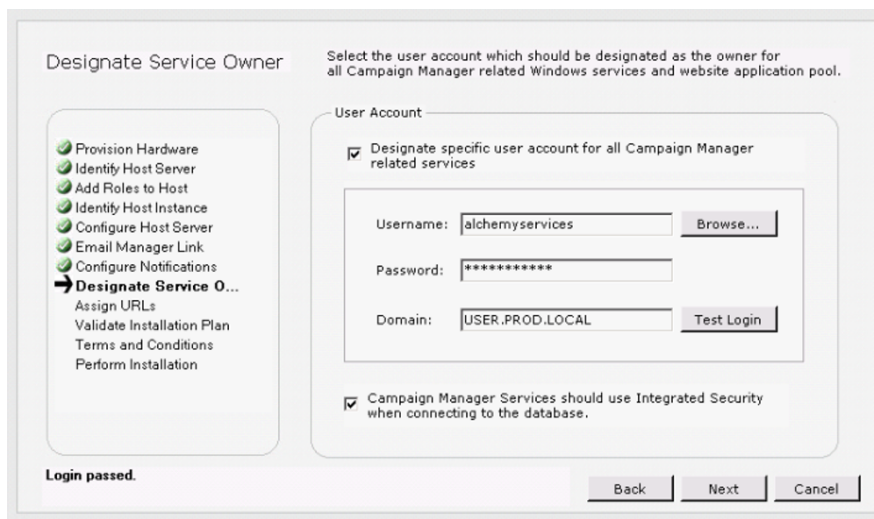 Designate Service Owner
Select the user account which should be designated as the owner for
all Campaign Manager related Windows services and website application pool.
Provision Hardware
Identify Host Server
Add Roles to Host
Identify Host Instance
Configure Host Server
Email Manager Link
Configure Notifications
Designate Service O...
Assign URLs
Validate Installation Plan
Terms and Conditions
Perform Installation
User Account
Designate specific user account for all Campaign Manager
related services
Username: alchemyservices Browse...
Password: ***********
Domain: USER.PROD.LOCAL Test Login
Campaign Manager Services should use Integrated Security
when connecting to the database.
Login passed.
Back Next Cancel